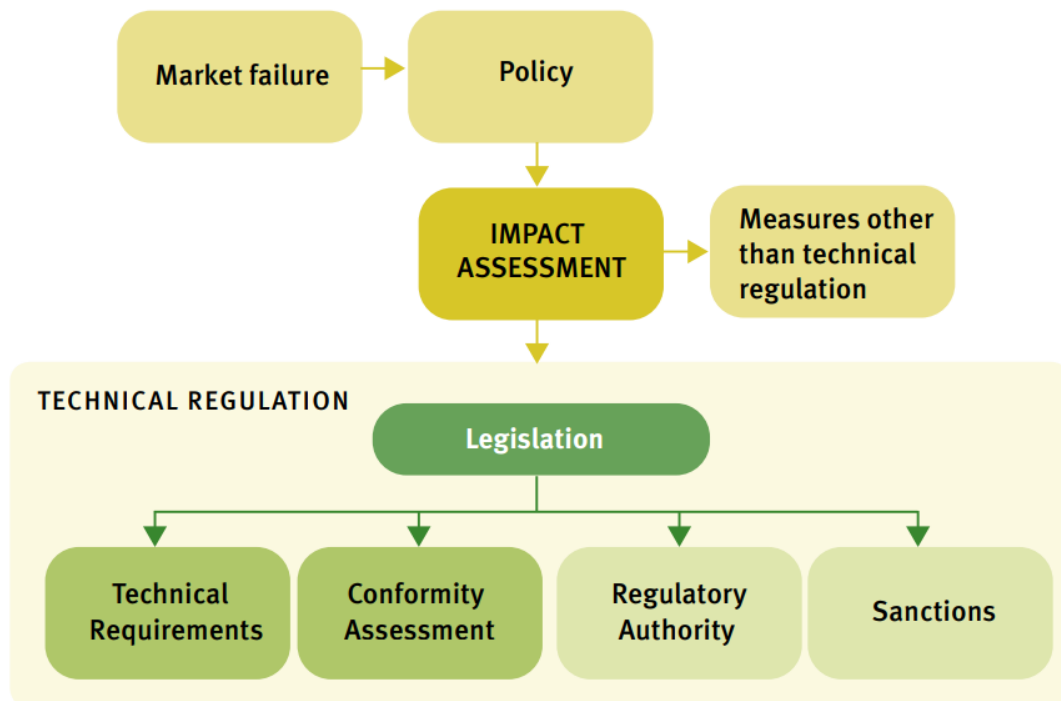 Market failure
Policy
IMPACT
ASSESSMENT
Measures other
than technical
regulation
TECHNICAL REGULATION
Legislation
Technical
Requirements
Conformity
Assessment
Regulatory
Authority
Sanctions